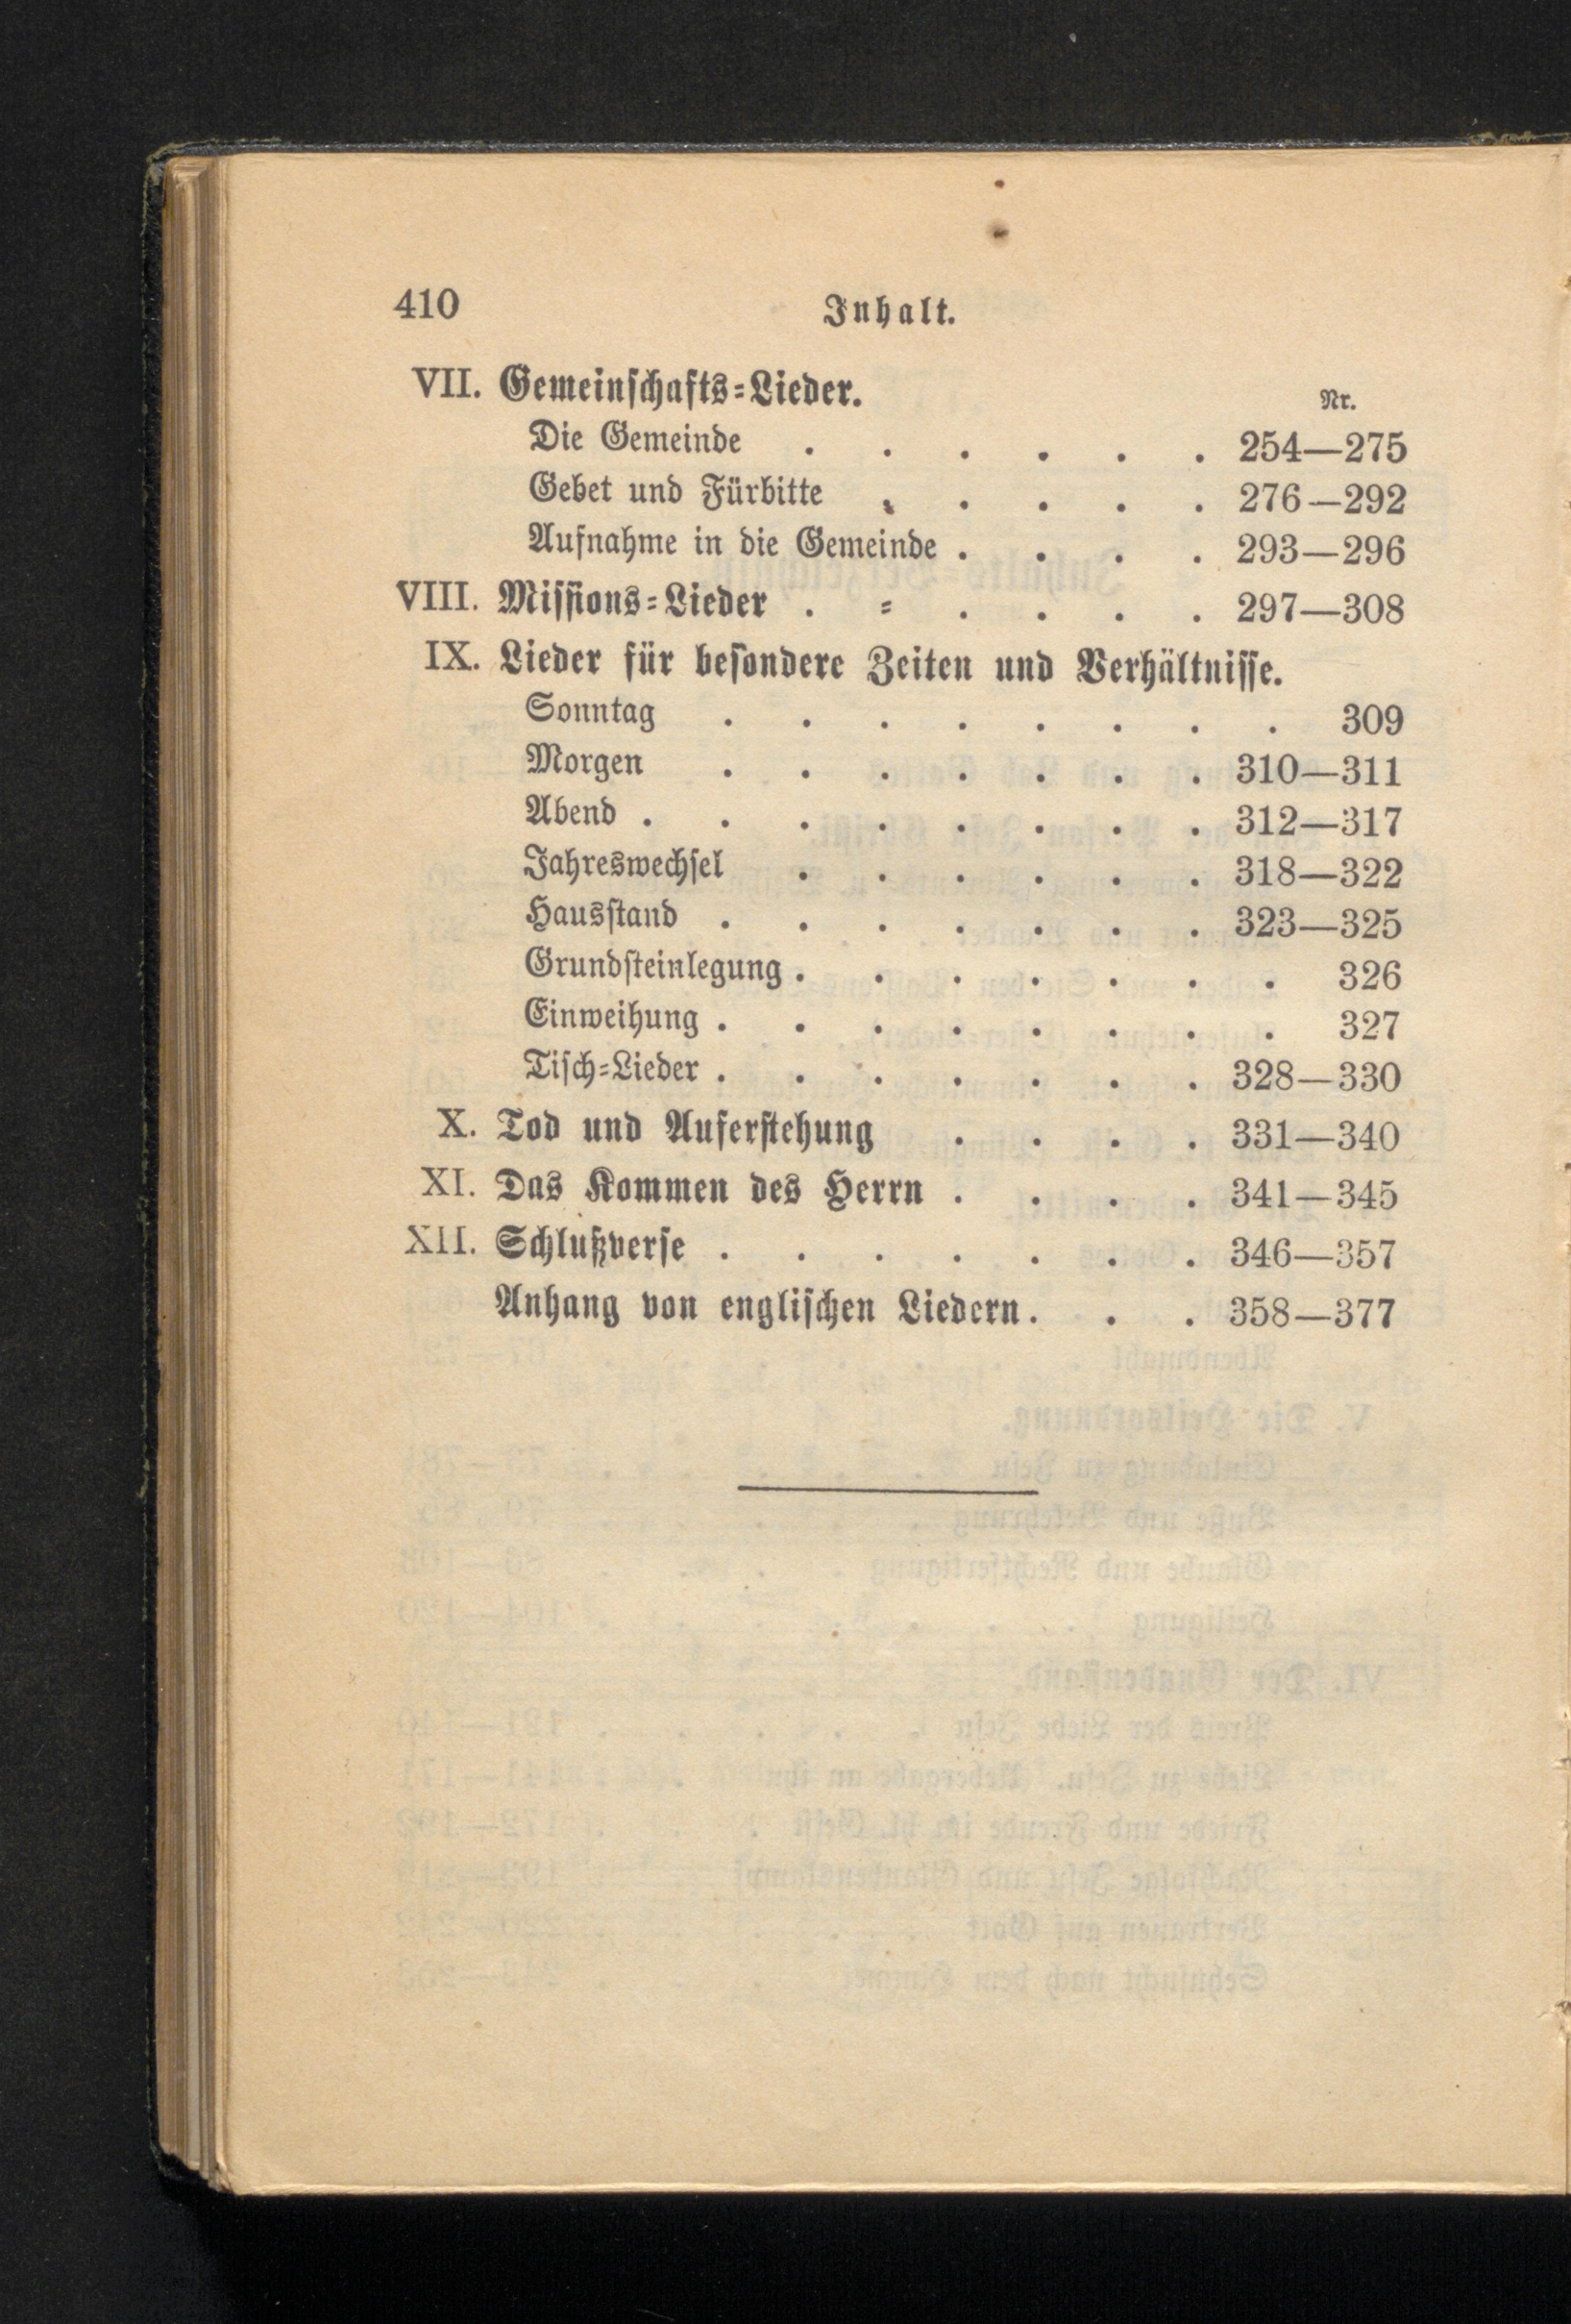 410 Inhalt.
VII. Gemeinschafts=Lieder. Nr.
Die Gemeinde . . . . . . 254—275
Gebet und Fürbitte . . . . . 276—292
Aufnahme in die Gemeinde . . . . 293—296
VIII. Missions=Lieder . = . . . . 297—308
IX. Lieder für besondere Zeiten und Verhältnisse.
Sonntag . . . . . . . . 309
Morgen . . . . . . . 310—311
Abend . . . . . . . . 312—317
Jahreswechsel . . . . . . 318—322
Hausstand . . . . . . . 323—325
Grundsteinlegung . . . . . . . 326
Einweihung . . . . . . . . 327
Tisch=Lieder . . . . . . . 328—330
X. Tod und Auferstehung . . . . 331—340
XI. Das Kommen des Herrn . . . . 341—345
XII. Schlußverse . . . . . . . 346—357
Anhang von englischen Liedern . . . 358—377